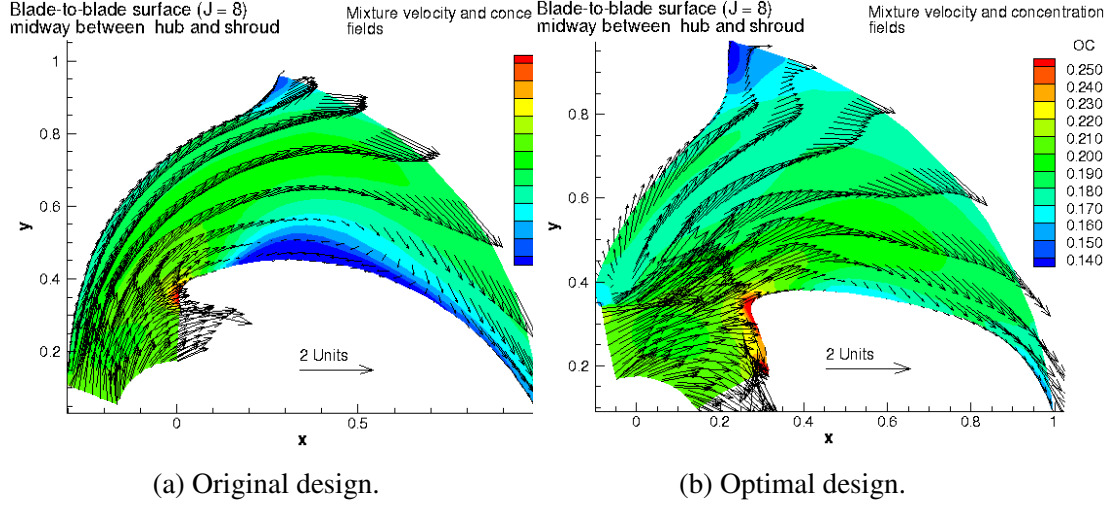 Blade-to-blade surface (J = 8)
midway between hub and shroud
Mixture velocity and conce
fields
1
0.8
0.6
0.4
0.2
y
0
0.5
x
2 Units
(a) Original design.
Blade-to-blade surface (J = 8)
midway between hub and shroud
Mixture velocity and concentration
fields
OC
0.250
0.240
0.230
0.220
0.210
0.200
0.190
0.180
0.170
0.160
0.150
0.140
0.8
0.6
0.4
0.2
y
0
0.2
0.4
0.6
0.8
1
x
2 Units
(b) Optimal design.